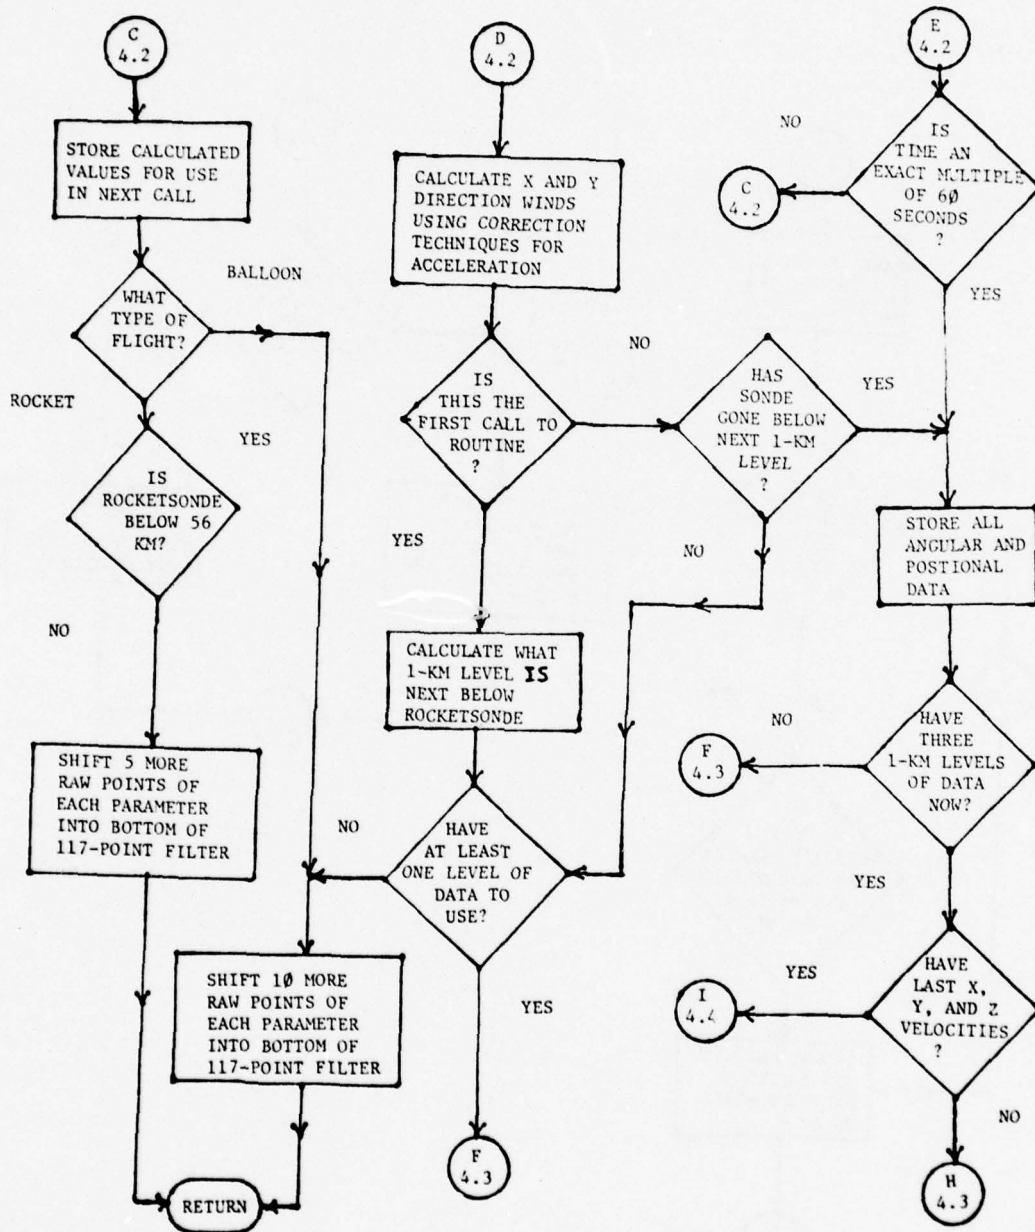 C
4.2
STORE CALCULATED
VALUES FOR USE
IN NEXT CALL
BALLOON
WHAT
TYPE OF
FLIGHT?
ROCKET
YES
IS
ROCKETSONDE
BELOW 56
KM?
NO
SHIFT 5 MORE
RAW POINTS OF
EACH PARAMETER
INTO BOTTOM OF
117-POINT FILTER
SHIFT 10 MORE
RAW POINTS OF
EACH PARAMETER
INTO BOTTOM OF
117-POINT FILTER
RETURN
D
4.2
CALCULATE X AND Y
DIRECTION WINDS
USING CORRECTION
TECHNIQUES FOR
ACCELERATION
NO
IS
THIS THE
FIRST CALL TO
ROUTINE
?
YES
CALCULATE WHAT
1-KM LEVEL IS
NEXT BELOW
ROCKETSONDE
NO
HAVE
AT LEAST
ONE LEVEL OF
DATA TO
USE?
YES
F
4.3
HAS
SONDE
GONE BELOW
NEXT 1-KM
LEVEL
?
YES
NO
E
4.2
NO
IS
TIME AN
EXACT MULTIPLE
OF 60
SECONDS
?
C
4.2
YES
STORE ALL
ANGULAR AND
POSTIONAL
DATA
NO
HAVE
THREE
1-KM LEVELS
OF DATA
NOW?
F
4.3
YES
YES
HAVE
LAST X,
Y, AND Z
VELOCITIES
?
I
4.4
NO
H
4.3